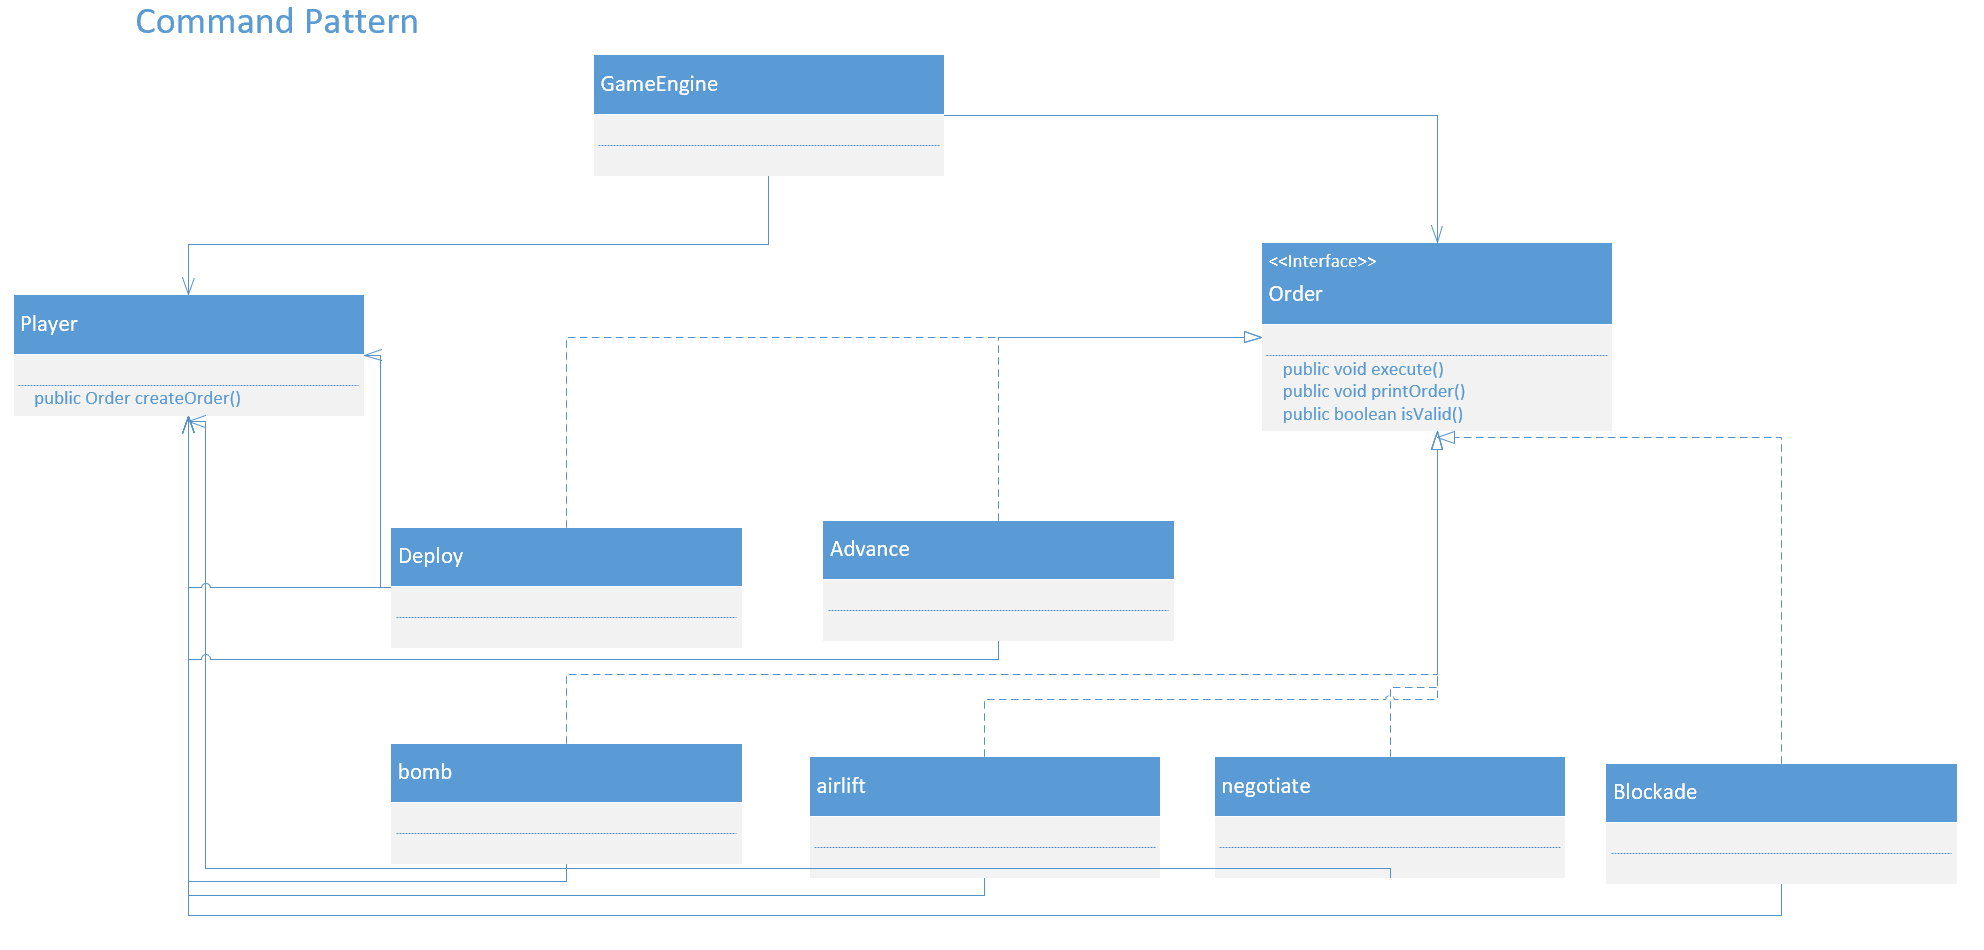 Command Pattern
GameEngine
<<Interface>>
Order
public void execute()
public void printOrder()
public boolean isValid()
Player
public Order createOrder()
Deploy
Advance
bomb
airlift
negotiate
Blockade